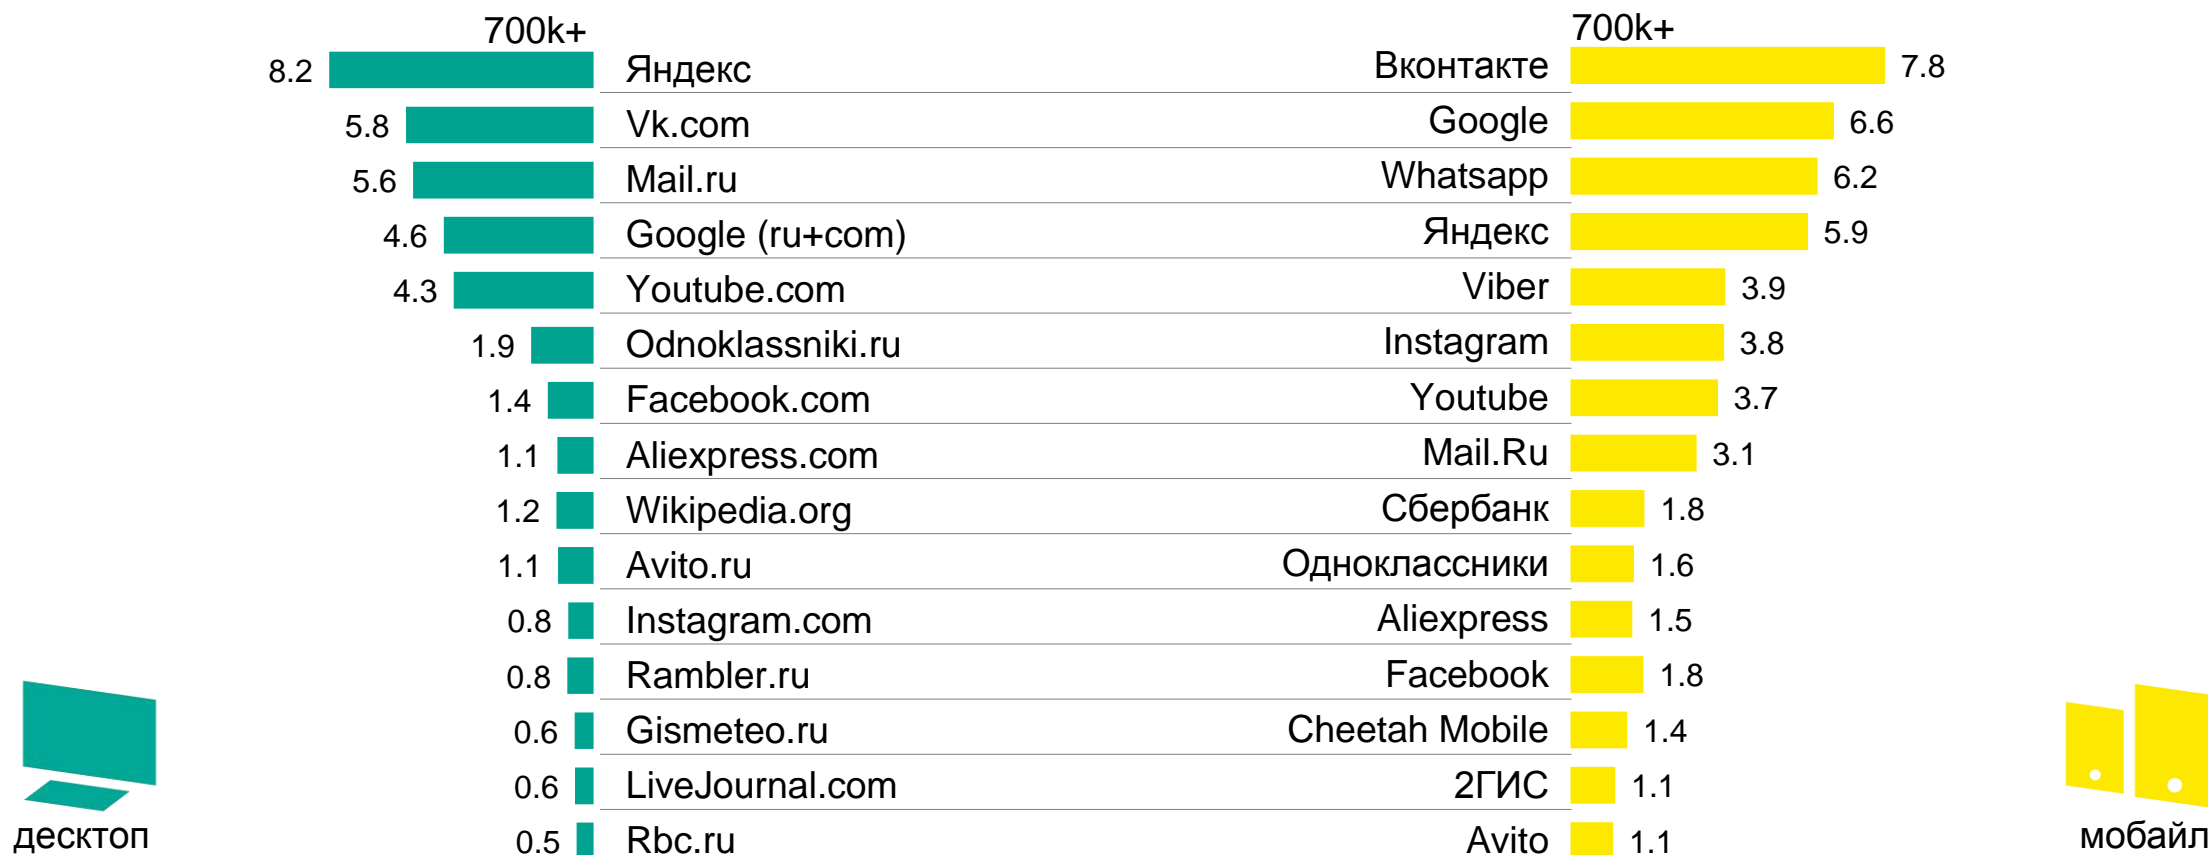 700k+ 700k+
8.2 Яндекс Вконтакте 7.8
5.8 Vk.com Google 6.6
5.6 Mail.ru Whatsapp 6.2
4.6 Google (ru+com) Яндекс 5.9
4.3 Youtube.com Viber 3.9
1.9 Odnoklassniki.ru Instagram 3.8
1.4 Facebook.com Youtube 3.7
1.1 Aliexpress.com Mail.Ru 3.1
1.2 Wikipedia.org Сбербанк 1.8
1.1 Avito.ru Одноклассники 1.6
0.8 Instagram.com Aliexpress 1.5
0.8 Rambler.ru Facebook 1.8
0.6 Gismeteo.ru Cheetah Mobile 1.4
0.6 LiveJournal.com 2ГИС 1.1
десктоп 0.5 Rbc.ru Avito 1.1 мобайл